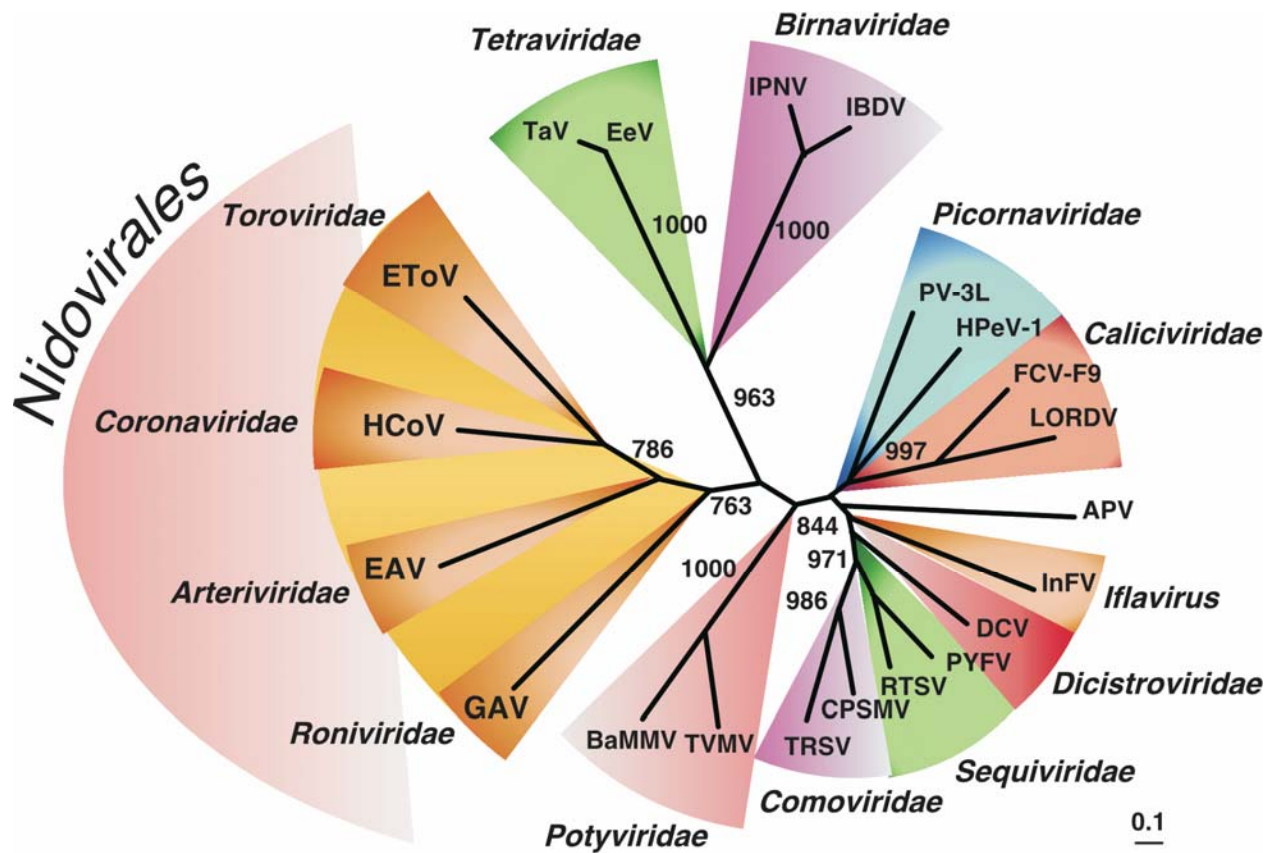 Tetraviridae
Birnaviridae
IPNV
IBDV
TaV
EeV
1000
1000
Nidovirales
Toroviridae
EToV
Picornaviridae
PV-3L
HPeV-1
Caliciviridae
FCV-F9
LORDV
963
Coronaviridae
HCoV
786
997
763
APV
844
Arteriviridae
EAV
1000
971
986
InFV
Iflavirus
DCV
PYFV
Dicistroviridae
RTSV
Roniviridae
GAV
BaMMV
TVMV
CPSMV
TRSV
Sequiviridae
Comoviridae
Potyviridae
0.1